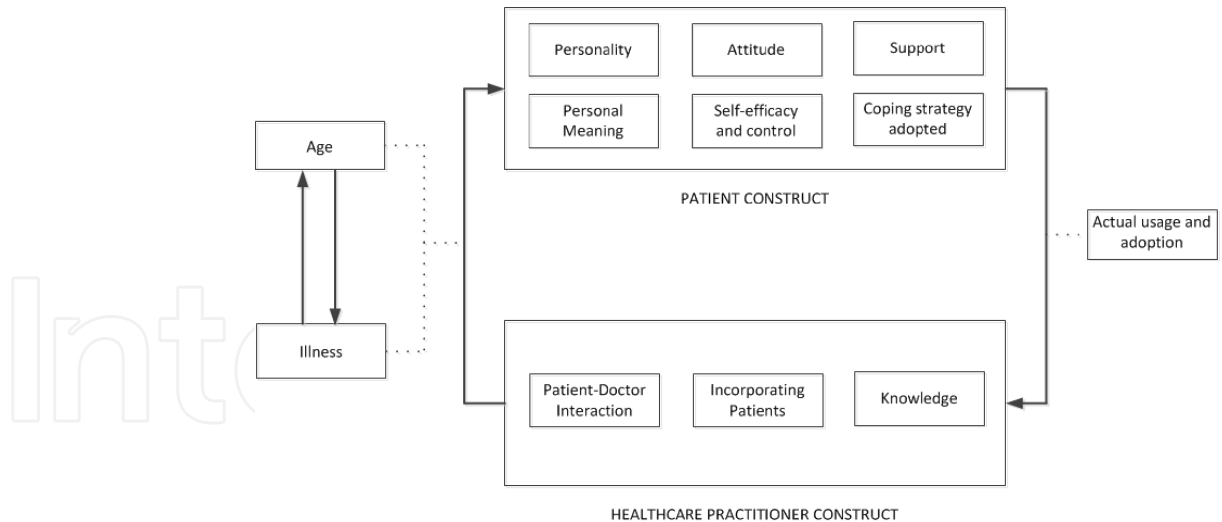 Personality
Attitude
Support
Personal
Meaning
Self-efficacy
and control
Coping strategy
adopted
PATIENT CONSTRUCT
Age
Illness
Actual usage and
adoption
Patient-Doctor
Interaction
Incorporating
Patients
Knowledge
HEALTHCARE PRACTITIONER CONSTRUCT